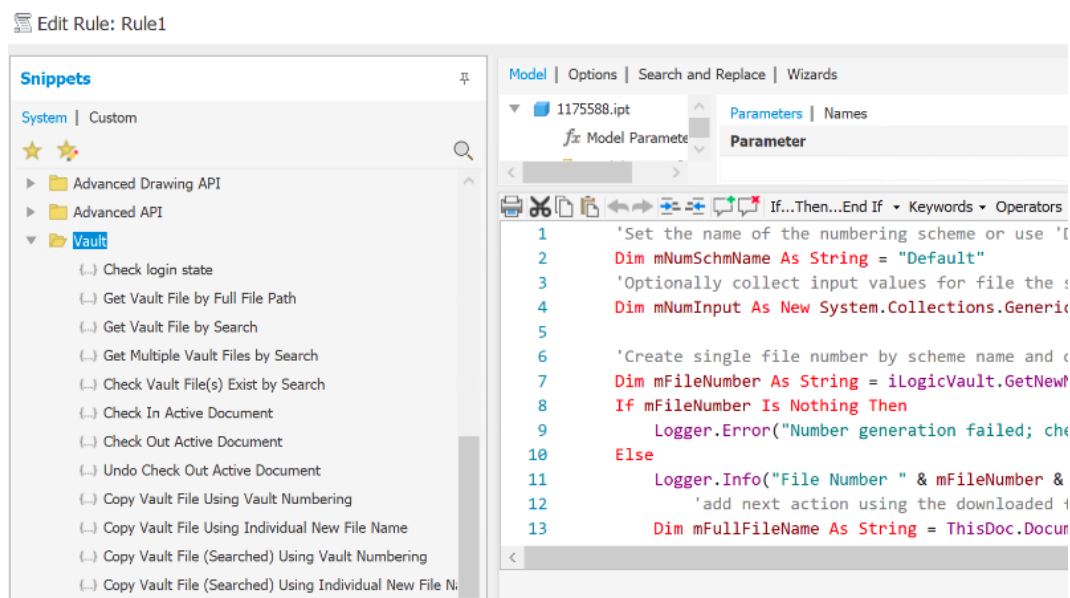 Edit Rule: Rule1
Snippets
System | Custom
Advanced Drawing API
Advanced API
Vault
{...} Check login state
{...} Get Vault File by Full File Path
{...} Get Vault File by Search
{...} Get Multiple Vault Files by Search
{...} Check Vault File(s) Exist by Search
{...} Check In Active Document
{...} Check Out Active Document
{...} Undo Check Out Active Document
{...} Copy Vault File Using Vault Numbering
{...} Copy Vault File Using Individual New File Name
{...} Copy Vault File (Searched) Using Vault Numbering
{...} Copy Vault File (Searched) Using Individual New File
Model | Options | Search and Replace | Wizards
1175588.ipt
fx Model Paramete
Parameters | Names
Parameter
If...Then...End If Keywords Operators
1 'Set the name of the numbering scheme or use '
2 Dim mNumSchmName As String = "Default"
3 'Optionally collect input values for file the s
4 Dim mNumInput As New System.Collections.Generic
5
6 'Create single file number by scheme name and
7 Dim mFileNumber As String = iLogicVault.GetNewN
8 If mFileNumber Is Nothing Then
9 Logger.Error("Number generation failed; che
10 Else
11 Logger.Info("File Number " & mFileNumber &
12 'add next action using the downloaded f
13 Dim mFullFileName As String = ThisDoc.Docum